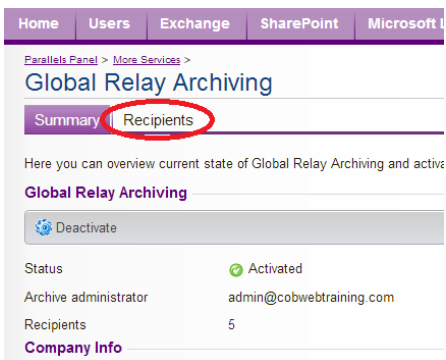 Home Users Exchange SharePoint Microsoft
Parallels Panel > More Services >
Global Relay Archiving
Summary Recipients
Here you can overview current state of Global Relay Archiving and
Global Relay Archiving
Deactivate
Status Activated
Archive administrator admin@cobwebtraining.com
Recipients 5
Company Info